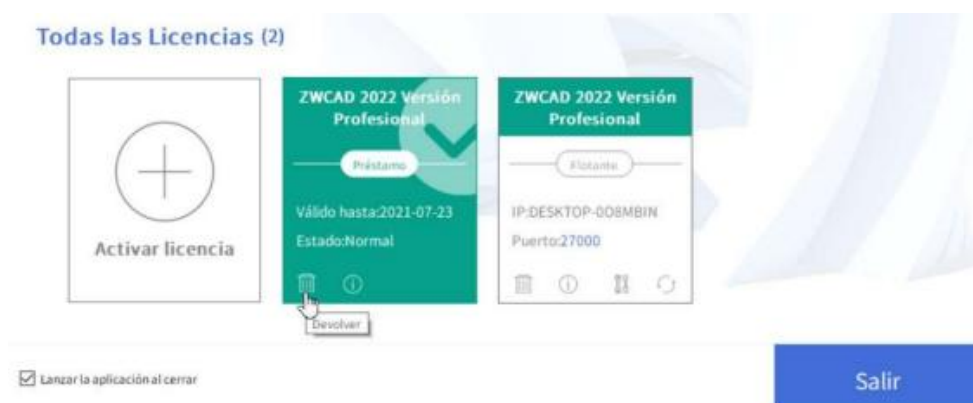 Todas las Licencias (2)
Activar licencia
ZWCAD 2022 Versión
Profesional
Préstamo
Válido hasta:2021-07-23
Estado:Normal
Devolver
ZWCAD 2022 Versión
Profesional
Flotante
IP:DESKTOP-0O8MBIN
Puerto:27000
Lanzar la aplicación al cerrar
Salir